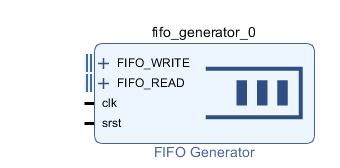 fifo_generator_0
FIFO_WRITE
FIFO_READ
clk
srst
FIFO Generator